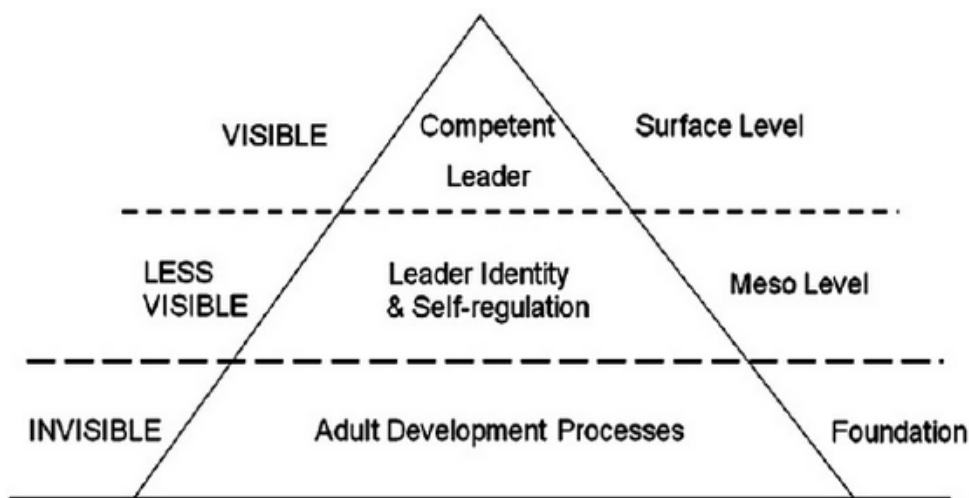 VISIBLE
Competent
Leader
Surface Level
LESS
VISIBLE
Leader Identity
& Self-regulation
Meso Level
INVISIBLE
Adult Development Processes
Foundation